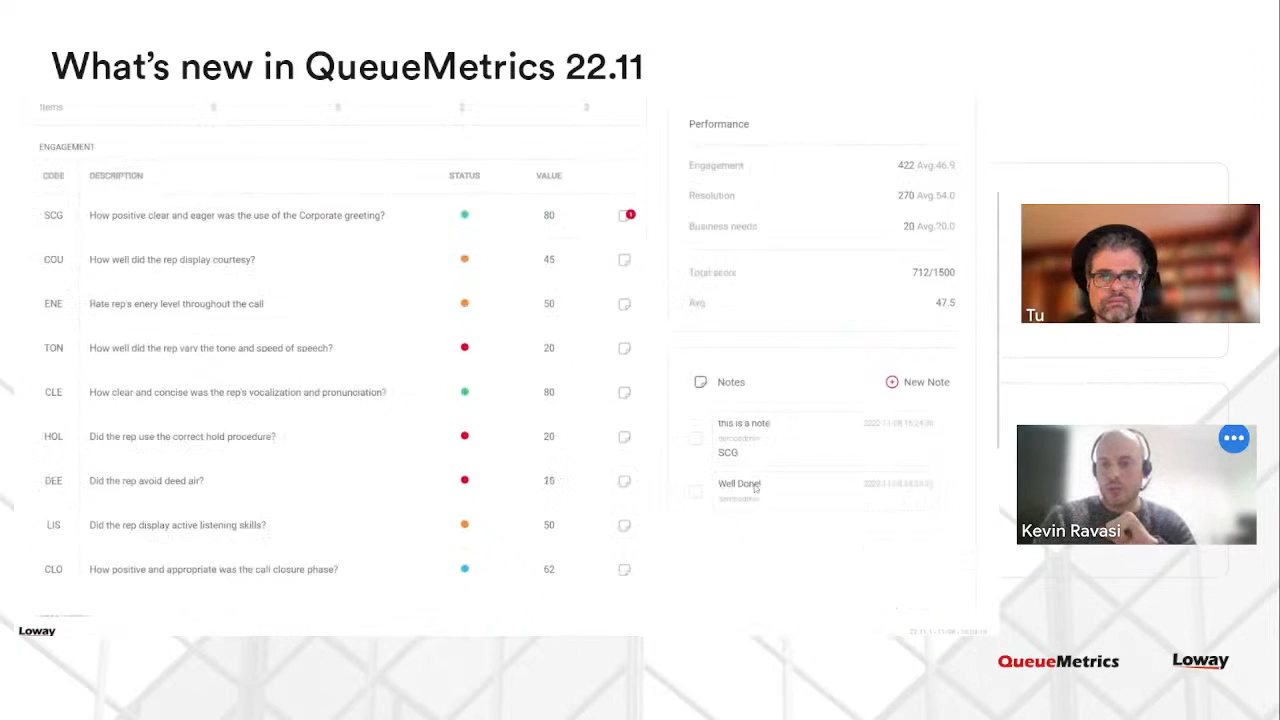 What's new in QueueMetrics 22.11
Items
ENGAGEMENT
CODE DESCRIPTION STATUS VALUE
SCG How positive clear and eager was the use of the Corporate greeting? 80 1
COU How well did the rep display courtesy? 45
ENE Hate rep's enery level throughout the call 50
TON How well did the rep vary the tone and speed of speech? 20
CLE How clear and concise was the rep's vocalization and pronunciation? 80
HOL Did the rep use the correct hold procedure? 20
DEE Did the rep avoid deed air?
LIS Did the rep display active listening skills? 50
CLO How positive and appropriate was the call closure phase? 62
Loway
Performance
Engagement 422 Avg:46.9
Resolution 270 Avg:54.0
Business needs 20 Avg:20.0
Total score 712/1500
Avg 47.5
Notes New Note
this is a note
demoadmin
SCG
Well Done!
demoadmin
Tu
Kevin Ravasi
QueueMetrics Loway